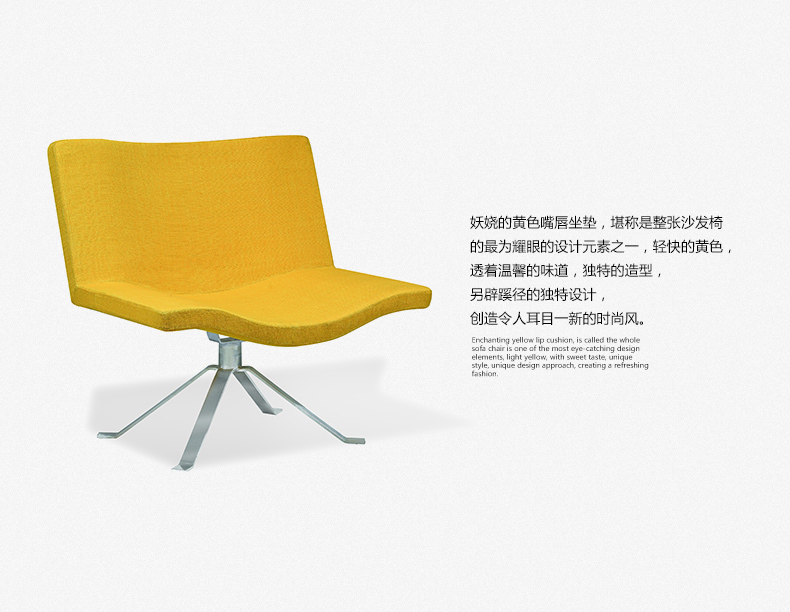 妖娆的黄色嘴唇坐垫，堪称是整张沙发椅
的最为耀眼的设计元素之一，轻快的黄色，
透着温馨的味道，独特的造型，
另辟蹊径的独特设计，
创造令人耳目一新的时尚风。
Enchanting yellow lip cushion, is called the whole
sofa chair is one of the most eye-catching design
elements, light yellow, with sweet taste, unique
style, unique design approach, creating a refreshing
fashion.